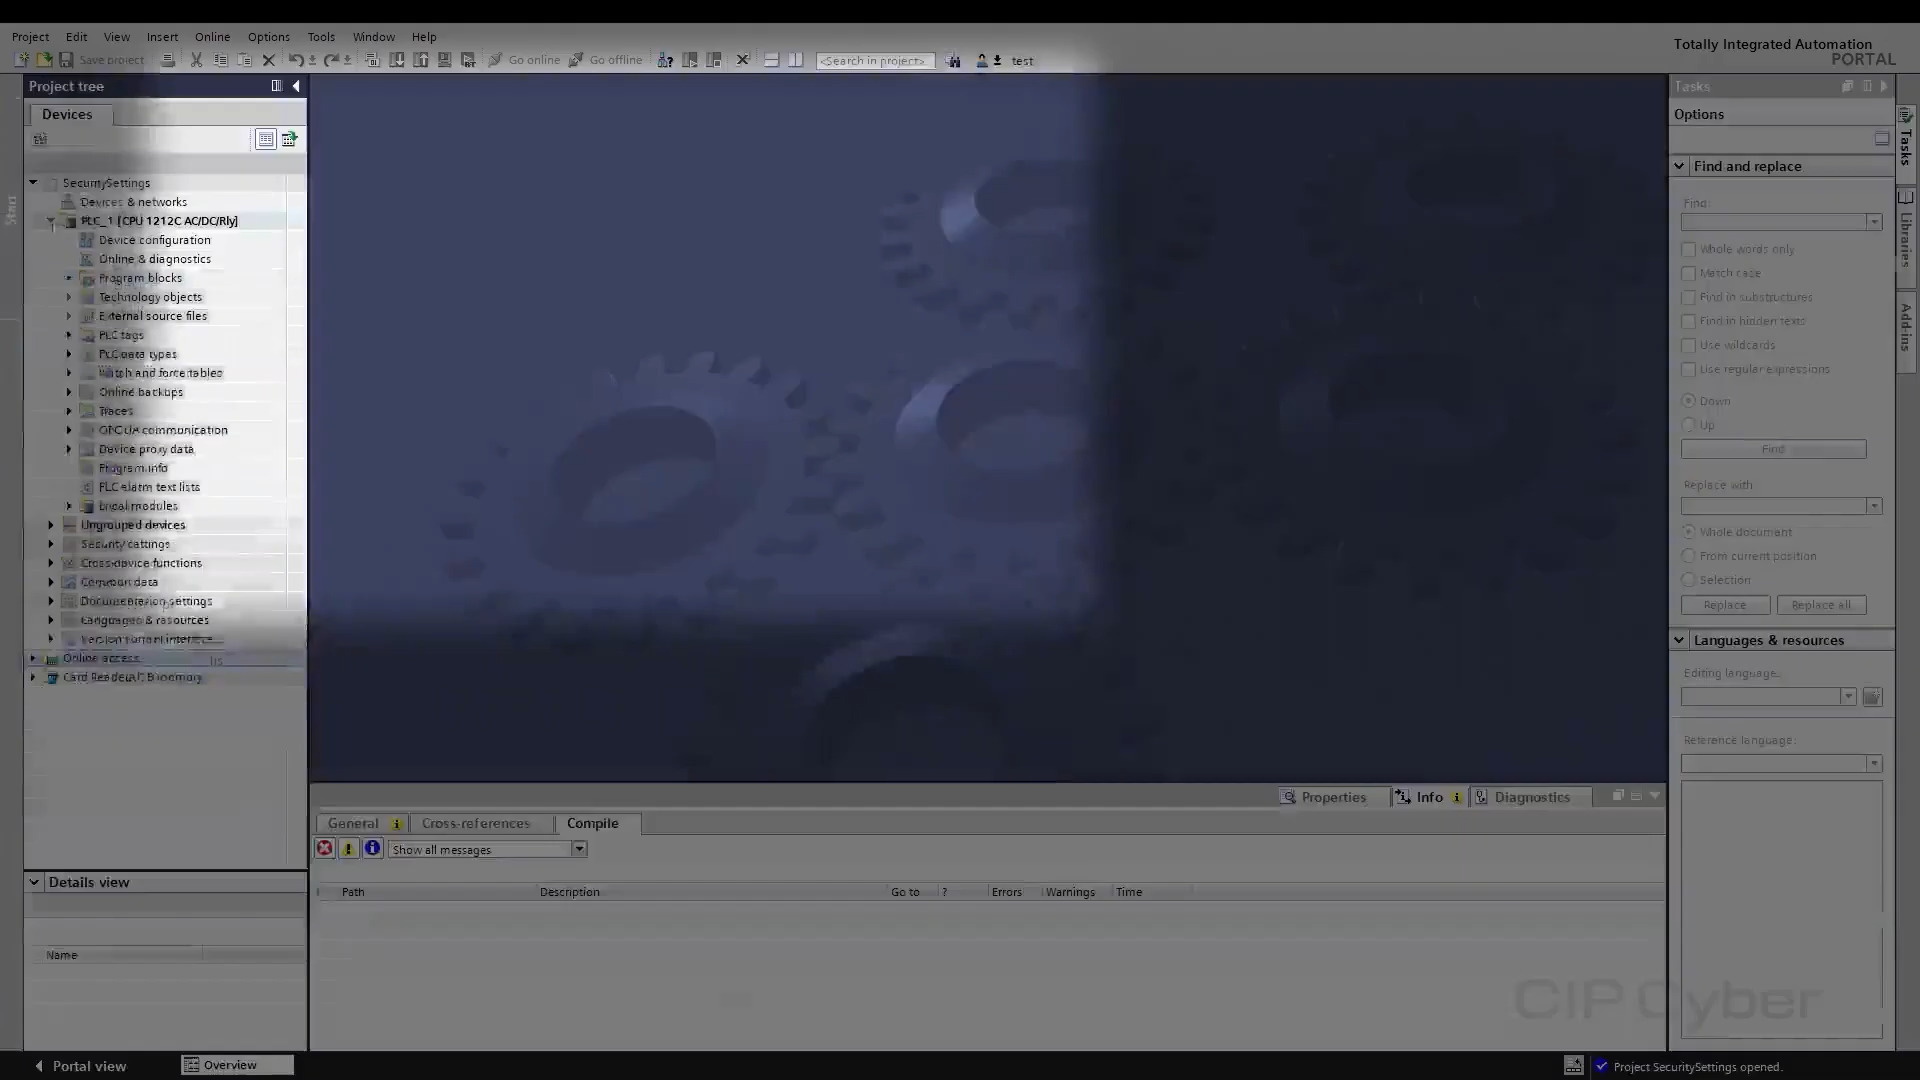 Project Edit View Insert Online Options Tools Window Help
Totally Integrated Automation
PORTAL
Save project
Go online
Go offline
<Search in project>
test
Project tree
Devices
Start
SecuritySettings
Devices & networks
PLC_1 [CPU 1212C AC/DC/Rly]
Device configuration
Online & diagnostics
Program blocks
Technology objects
External source files
PLC tags
PLC data types
Watch and force tables
Online backups
Traces
OPC UA communication
Device proxy data
Program info
PLC alarm text lists
Local modules
Ungrouped devices
Security settings
Cross-device functions
Common data
Documentation settings
Languages & resources
Online access
Details view
Name
Properties
Info
Diagnostics
General
Cross-references
Compile
Show all messages
Path Description Go to ? Errors Warnings Time
Tasks
Options
Find and replace
Find:
Whole words only
Match case
Find in substructures
Find in hidden texts
Use wildcards
Use regular expressions
Down
Up
Find
Replace with
Whole document
From current position
Selection
Replace
Replace all
Languages & resources
Editing language:
Reference language:
Tasks
Libraries
Add-ins
CIP Cyber
Portal view
Overview
Project SecuritySettings opened.